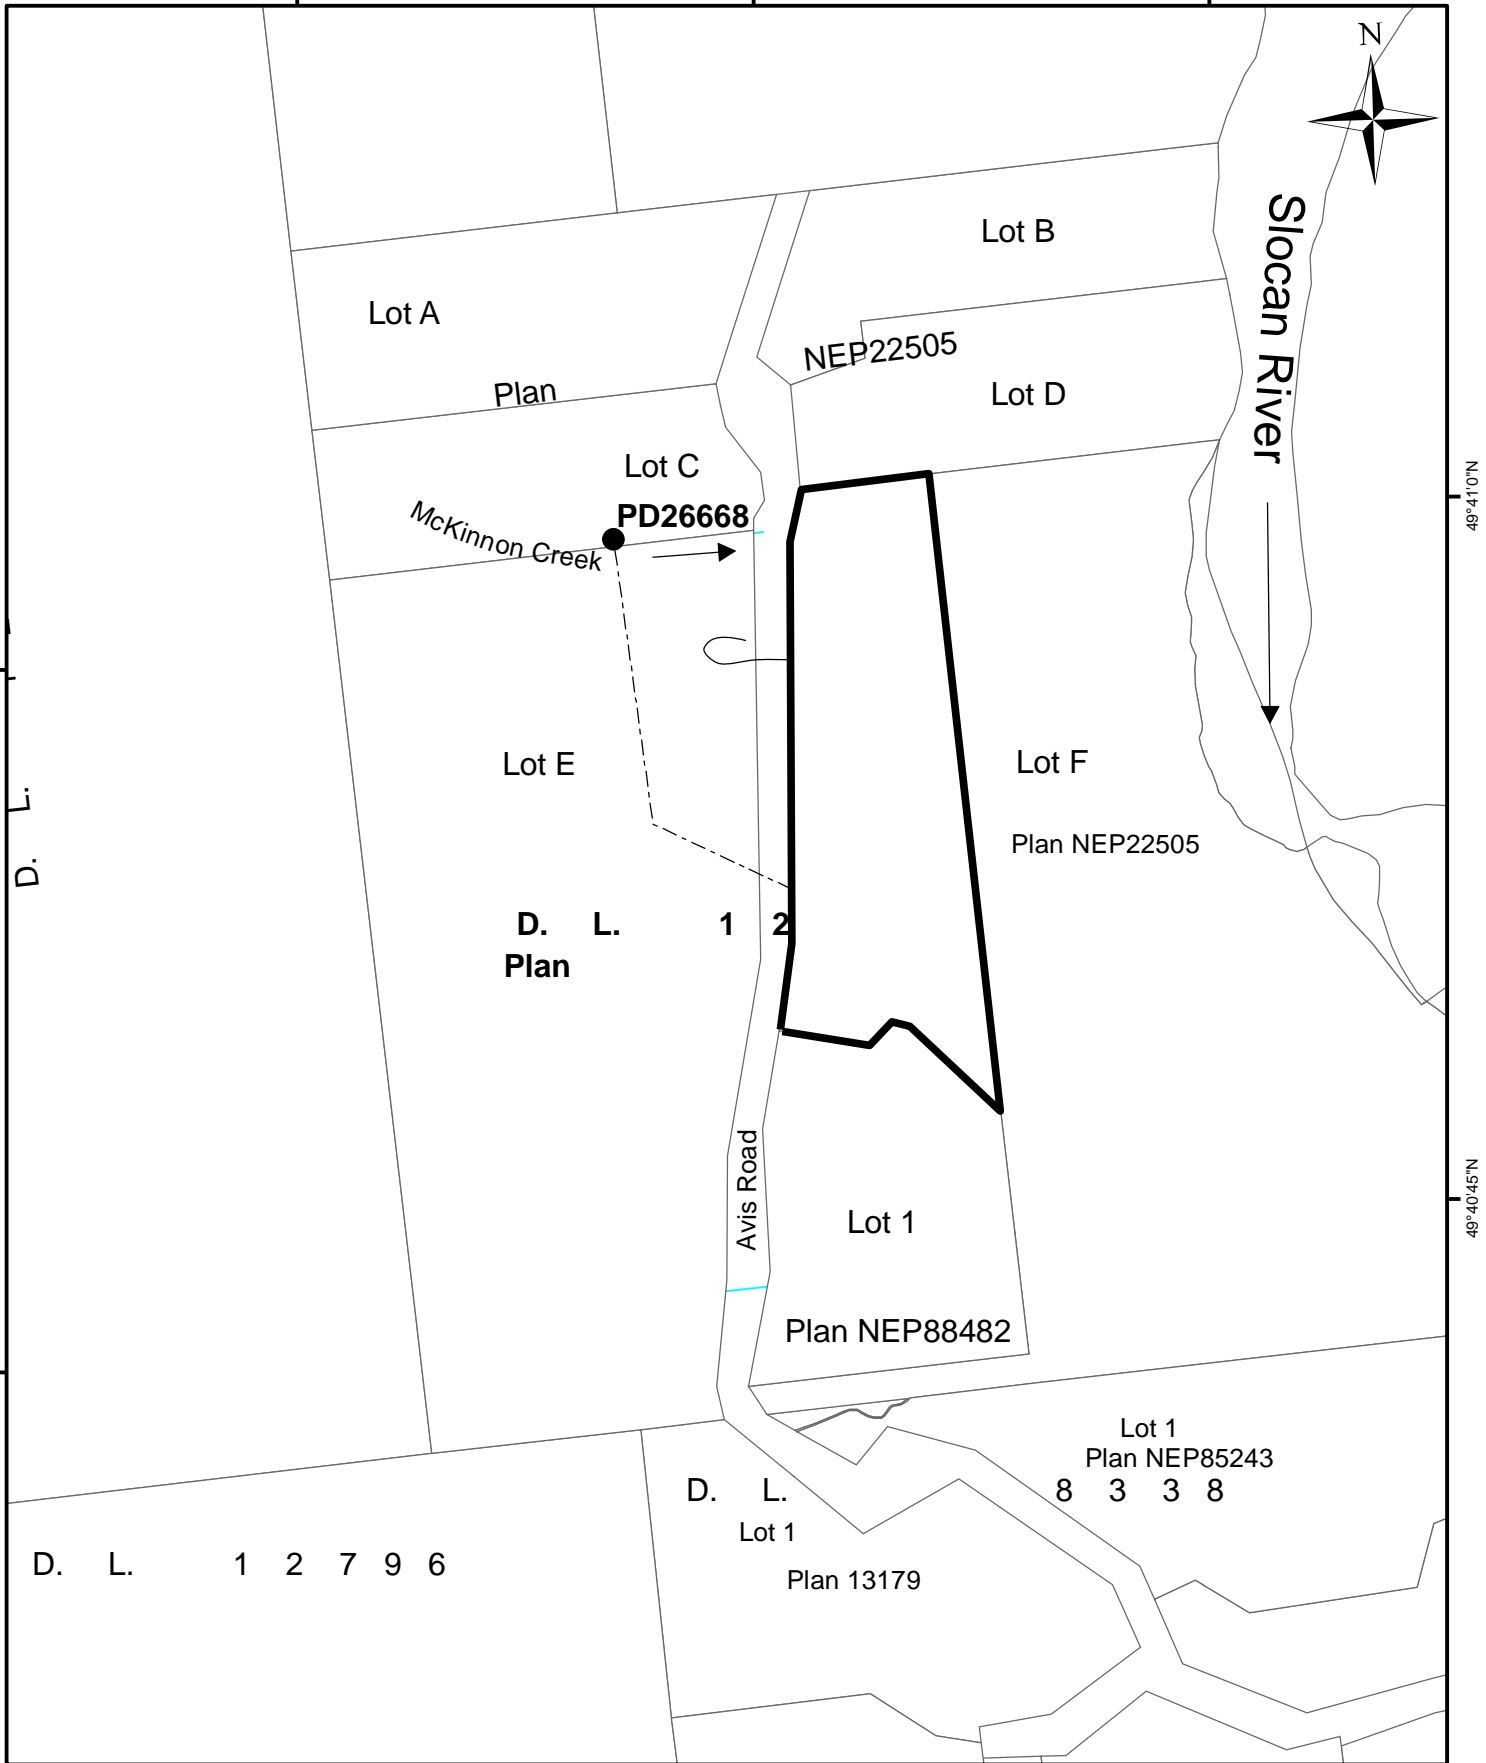 N
Slocan River
Lot B
Lot A
NEP22505
Plan
Lot D
Lot C
McKinnon Creek
PD26668
49°41'0"N
Lot E
Lot F
D. L.
Plan NEP22505
D. L. 1 2
Plan
Avis Road
49°40'45"N
Lot 1
Plan NEP88482
Lot 1
Plan NEP85243
D. L. 8 3 3 8
Lot 1
D. L. 1 2 7 9 6
Plan 13179